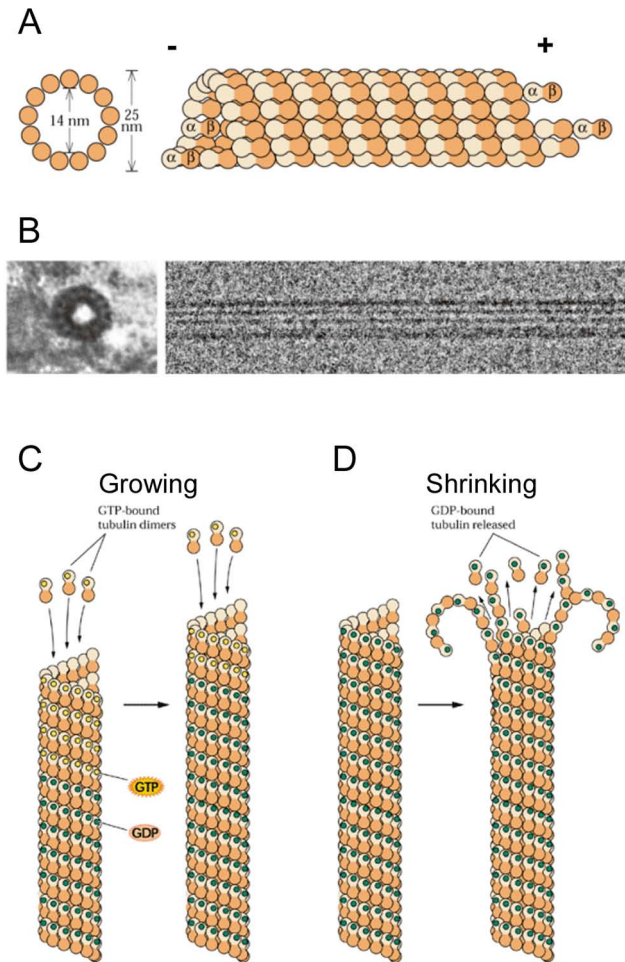 A
-
+
14 nm
25
nm
α β
α β
α β
α β
B
C
Growing
GTP-bound
tubulin dimers
GTP
GDP
D
Shrinking
GDP-bound
tubulin released